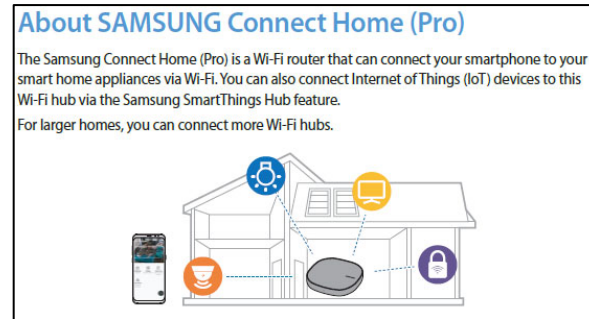 About SAMSUNG Connect Home (Pro)
The Samsung Connect Home (Pro) is a Wi-Fi router that can connect your smartphone to your
smart home appliances via Wi-Fi. You can also connect Internet of Things (IoT) devices to this
Wi-Fi hub via the Samsung SmartThings Hub feature.
For larger homes, you can connect more Wi-Fi hubs.